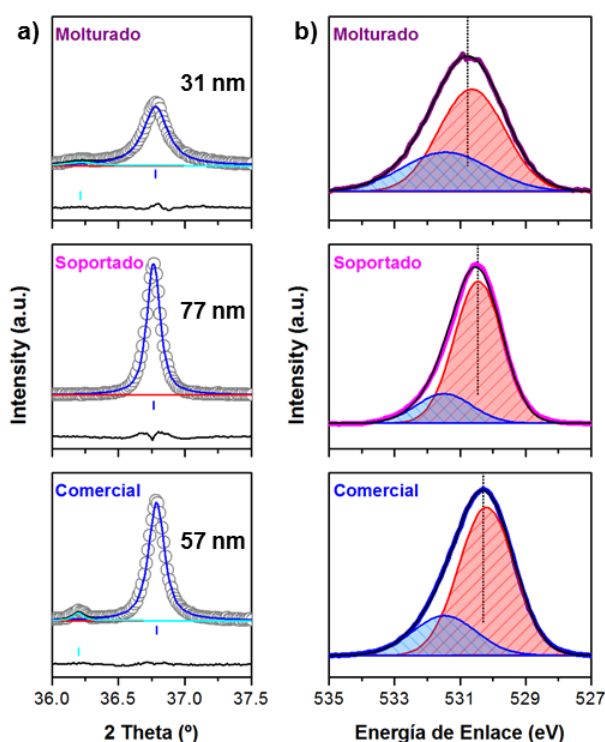 a)
Molturado
31 nm
Soportado
77 nm
Comercial
57 nm
Intensity (a.u.)
36.0 36.5 37.0 37.5
2 Theta (º)
b)
Molturado
Soportado
Comercial
Intensity (a.u.)
535 533 531 529 527
Energía de Enlace (eV)